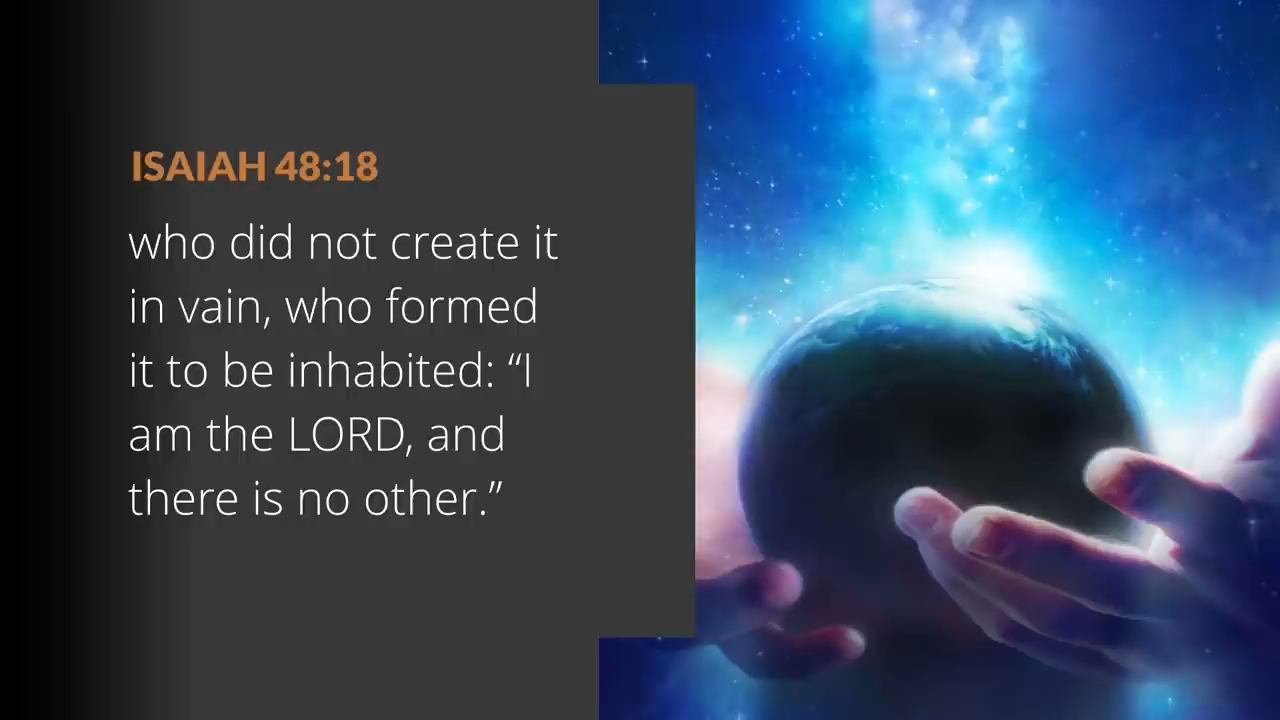 ISAIAH 48:18
who did not create it
in vain, who formed
it to be inhabited: “I
am the LORD, and
there is no other.”